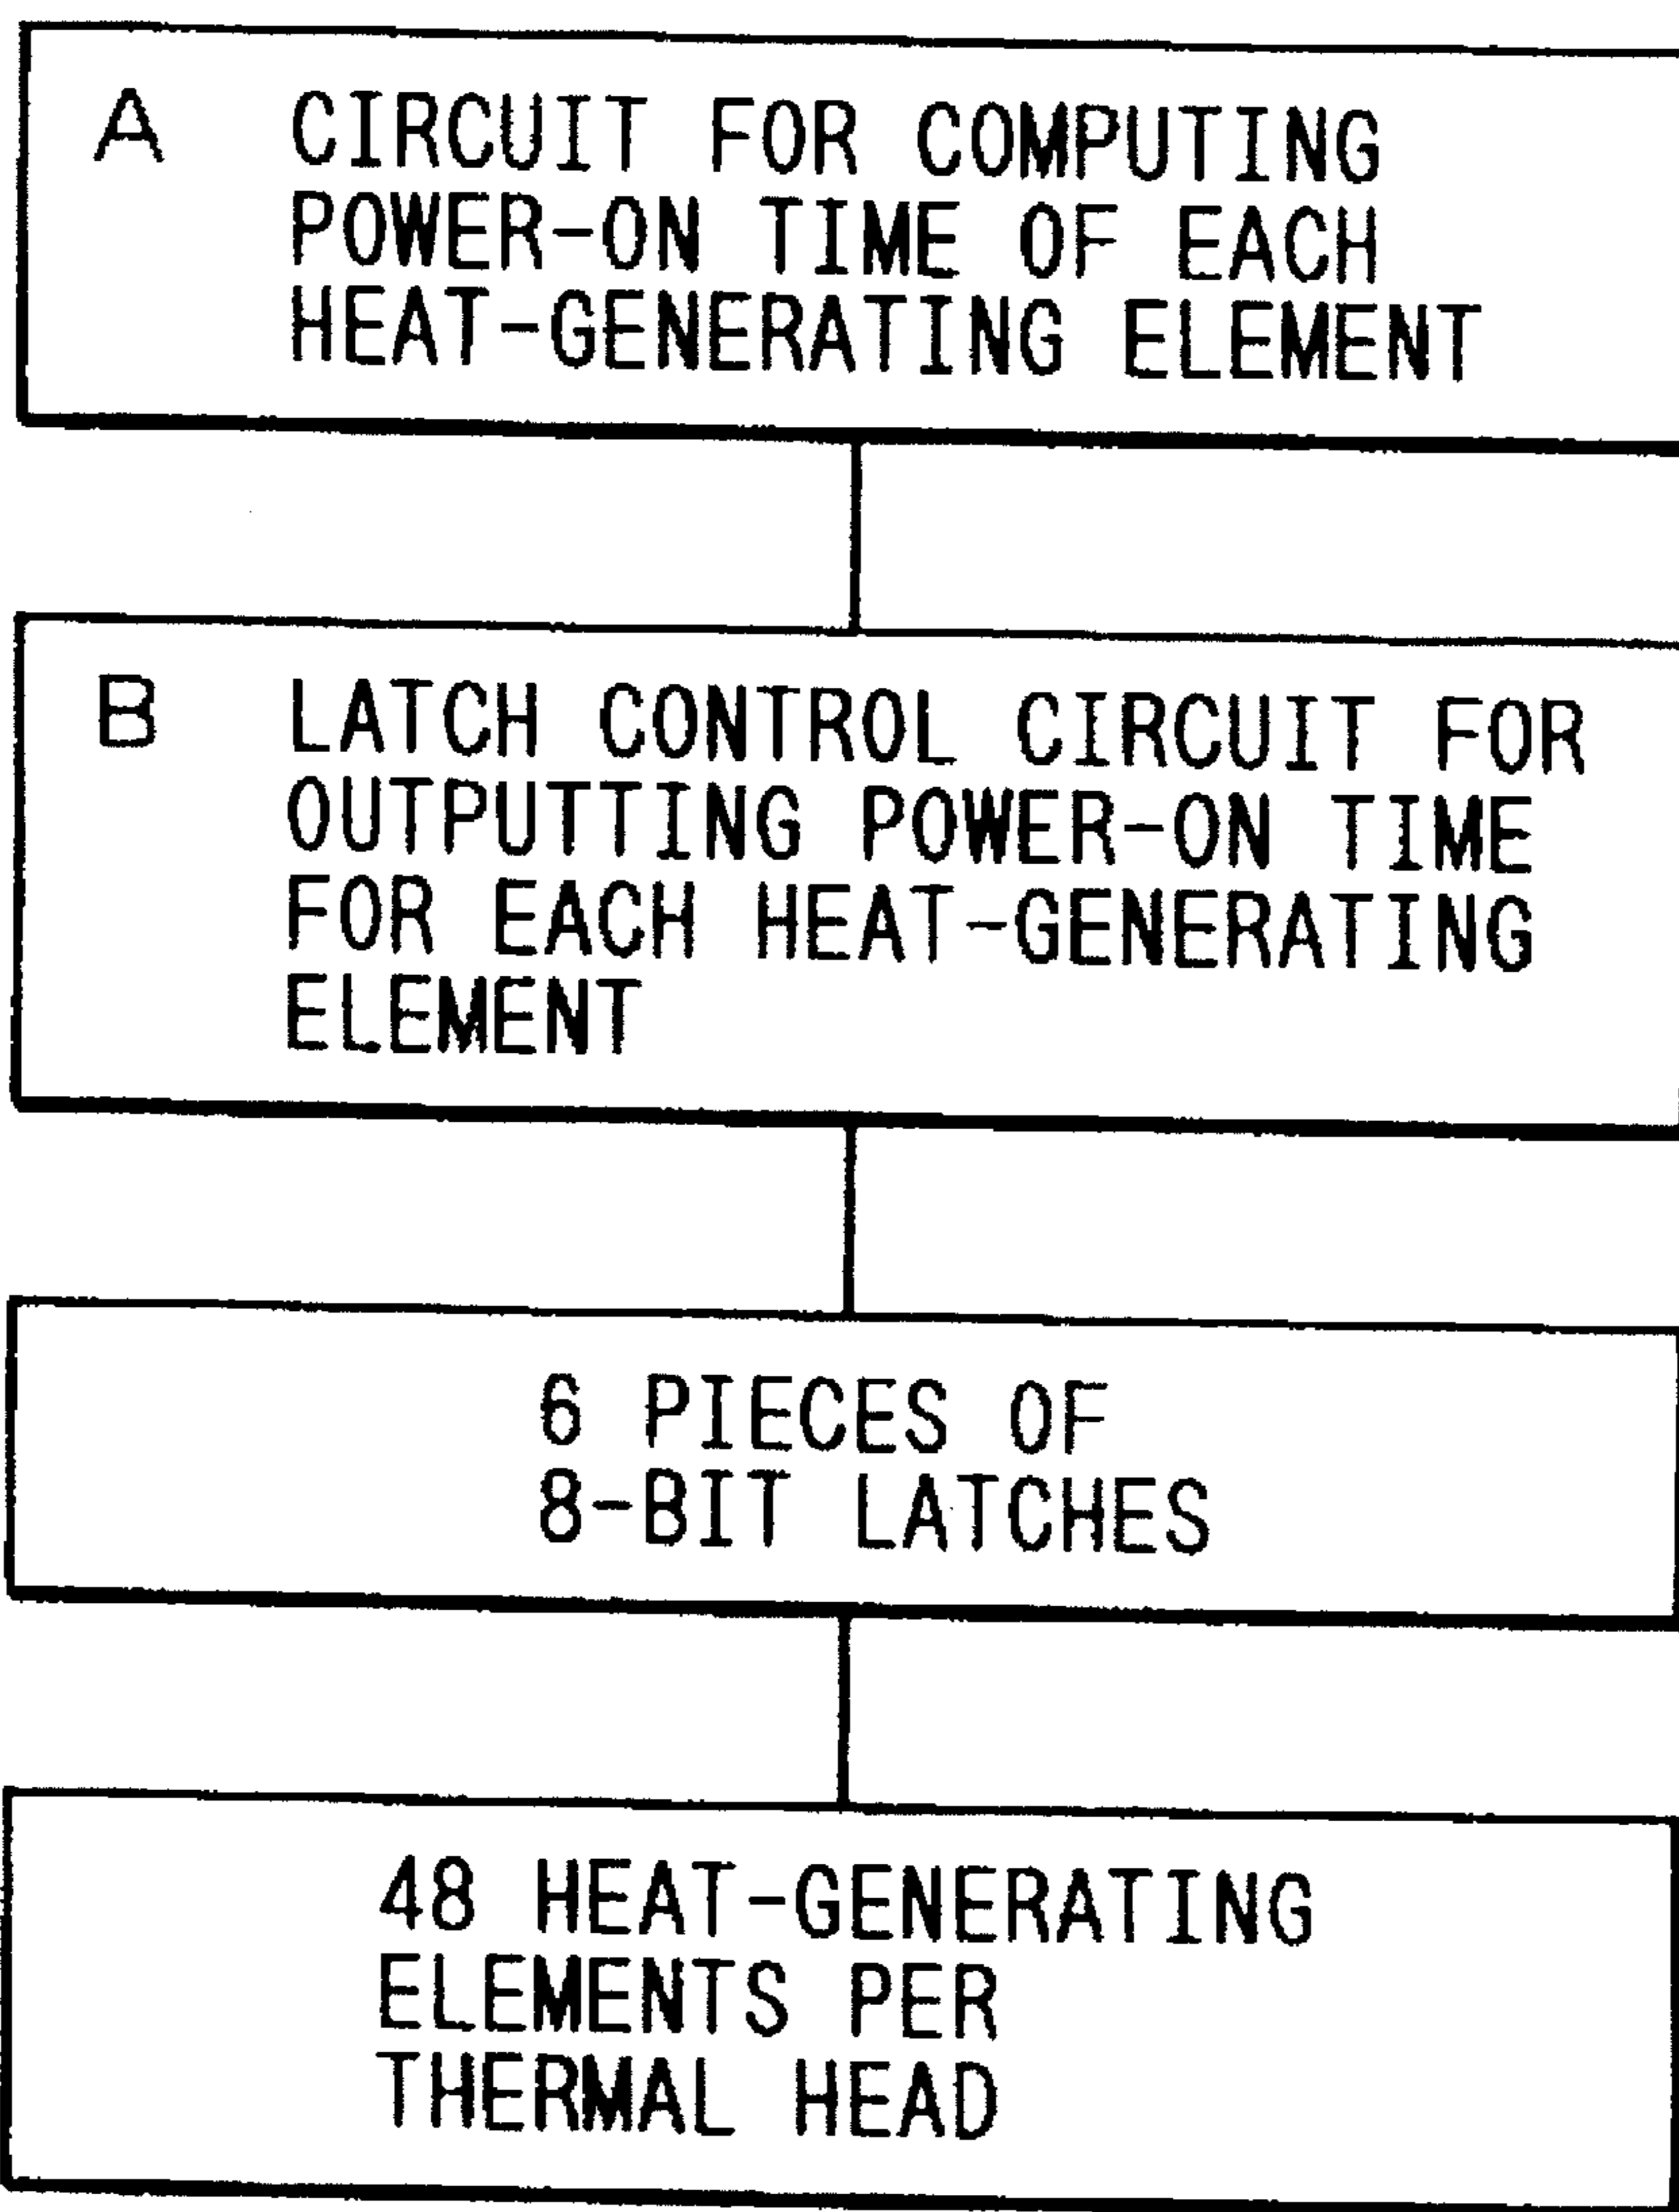 A CIRCUIT FOR COMPUTING
POWER-ON TIME OF EACH
HEAT-GENERATING ELEMENT
B LATCH CONTROL CIRCUIT FOR
OUTPUTTING POWER-ON TIME
FOR EACH HEAT-GENERATING
ELEMENT
6 PIECES OF
8-BIT LATCHES
48 HEAT-GENERATING
ELEMENTS PER
THERMAL HEAD